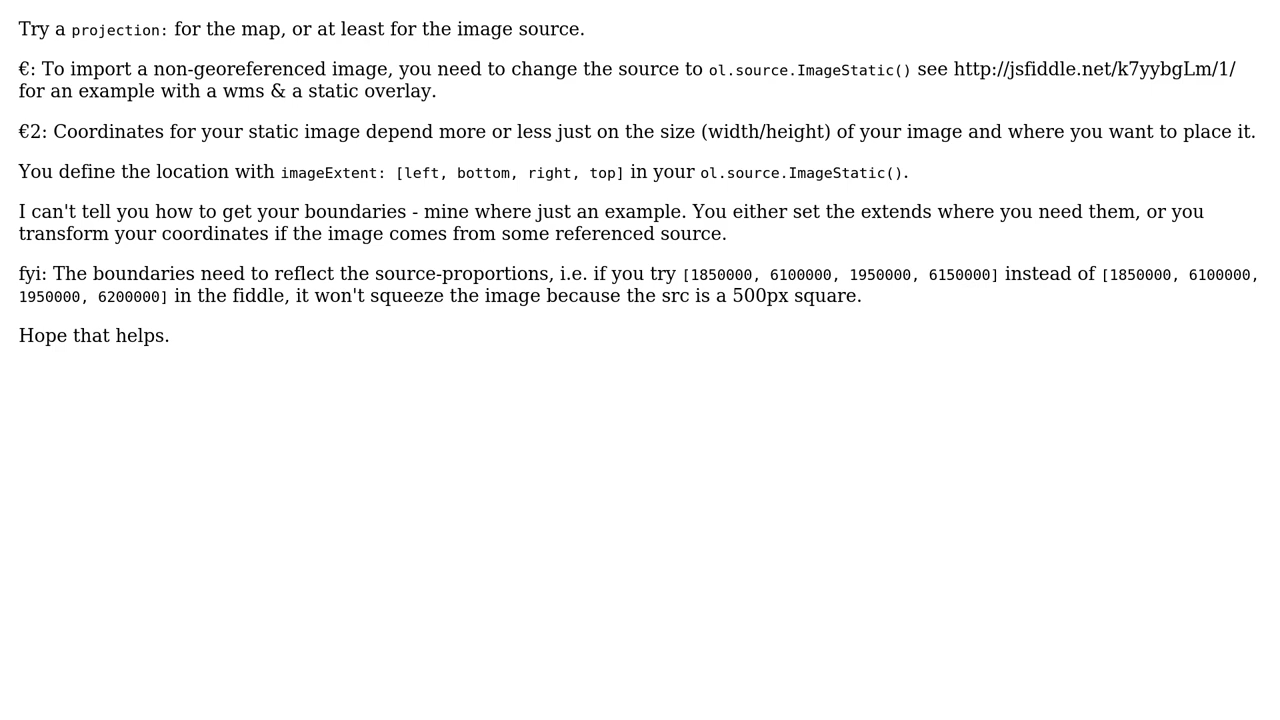 Try a projection: for the map, or at least for the image source.
€: To import a non-georeferenced image, you need to change the source to ol.source.ImageStatic() see http://jsfiddle.net/k7yybgLm/1/
for an example with a wms & a static overlay.
€2: Coordinates for your static image depend more or less just on the size (width/height) of your image and where you want to place it.
You define the location with imageExtent: [left, bottom, right, top] in your ol.source.ImageStatic().
I can't tell you how to get your boundaries - mine where just an example. You either set the extends where you need them, or you
transform your coordinates if the image comes from some referenced source.
fyi: The boundaries need to reflect the source-proportions, i.e. if you try [1850000, 6100000, 1950000, 6150000] instead of [1850000, 6100000,
1950000, 6200000] in the fiddle, it won't squeeze the image because the src is a 500px square.
Hope that helps.